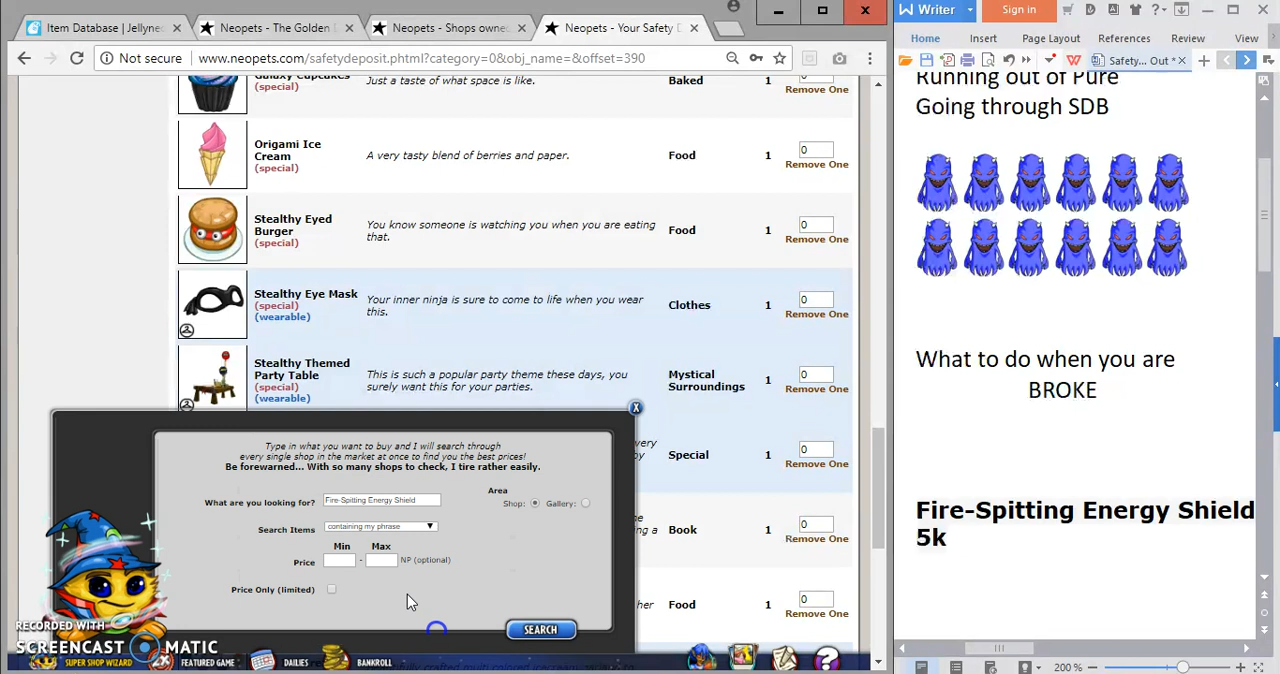 Item Database | Jellyne
Neopets - The Golden
Neopets - Shops owne
Neopets - Your Safety D
Not secure
www.neopets.com/safetydeposit.phtml?category=0&obj_name=&offset=390
Galaxy Cupcakes
(special)
Just a taste of what space is like.
Baked
1
0
Remove One
Origami Ice
Cream
(special)
A very tasty blend of berries and paper.
Food
1
0
Remove One
Stealthy Eyed
Burger
(special)
You know someone is watching you when you are eating
that.
Food
1
0
Remove One
Stealthy Eye Mask
(special)
(wearable)
Your inner ninja is sure to come to life when you wear
this.
Clothes
1
0
Remove One
Stealthy Themed
Party Table
(special)
(wearable)
This is such a popular party theme these days, you
surely want this for your parties.
Mystical
Surroundings
1
0
Remove One
very
by
Special
1
0
Remove One
Book
1
0
Remove One
Food
1
0
Remove One
X
Type in what you want to buy and I will search through
every single shop in the market at once to find you the best prices!
Be forewarned... With so many shops to check, I tire rather easily.
What are you looking for?
Fire-Spitting Energy Shield
Area
Shop:
Gallery:
Search Items
containing my phrase
Min
Max
Price
-
NP (optional)
Price Only (limited)
SEARCH
RECORDED WITH
SCREENCAST MATIC
SUPER SHOP WIZARD
FEATURED GAME
DAILIES
BANKROLL
Writer
Sign in
Home
Insert
Page Layout
References
Review
View
Safety... Out *
Running out of Pure
Going through SDB
What to do when you are
BROKE
Fire-Spitting Energy Shield
5k
200 %